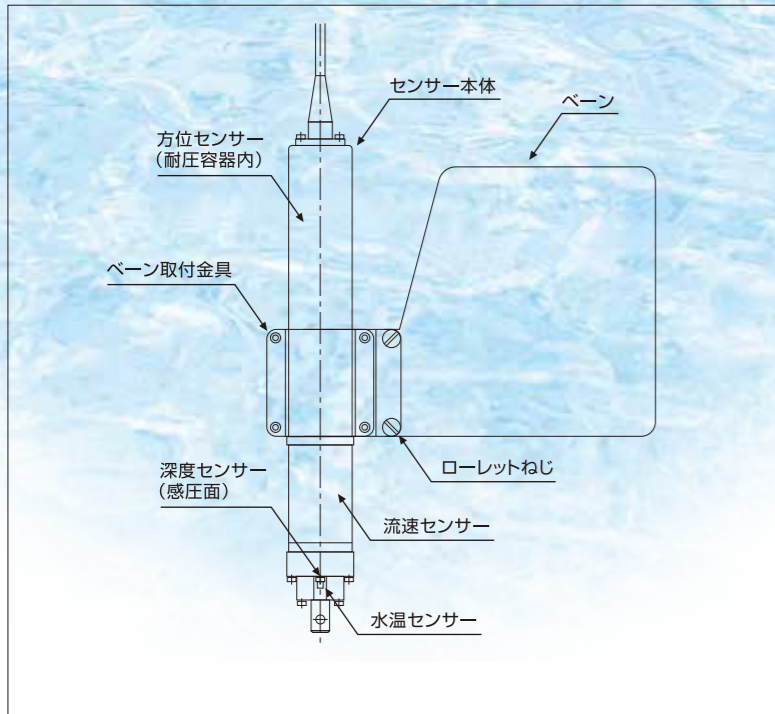 センサー本体
ベーン
方位センサー
(耐圧容器内)
ベーン取付金具
ローレットねじ
深度センサー
(感圧面)
流速センサー
水温センサー